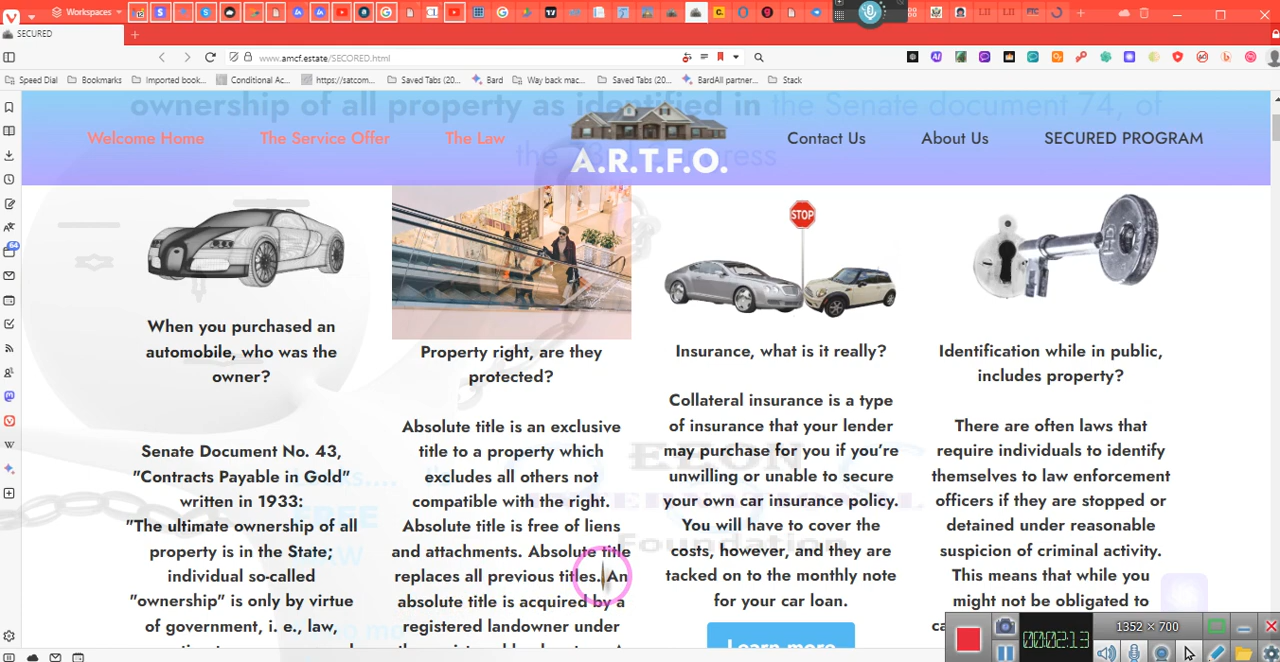 Workspaces
SECURED
www.amcf.estate/SECORED.html
Speed Dial
Bookmarks
Imported book...
Conditional Ac...
https://satcom...
Saved Tabs (20...
Bard
Way back mac...
Saved Tabs (20...
BardAll partner...
Stack
ownership of all property as identified in the Senate document 74, of
Welcome Home
The Service Offer
The Law
A.R.T.F.O.
Contact Us
About Us
SECURED PROGRAM
When you purchased an
automobile, who was the
owner?
Senate Document No. 43,
"Contracts Payable in Gold"
written in 1933:
"The ultimate ownership of all
property is in the State;
individual so-called
"ownership" is only by virtue
of government, i. e., law,
Property right, are they
protected?
Absolute title is an exclusive
title to a property which
excludes all others not
compatible with the right.
Absolute title is free of liens
and attachments. Absolute title
replaces all previous titles. An
absolute title is acquired by a
registered landowner under
STOP
Insurance, what is it really?
Collateral insurance is a type
of insurance that your lender
may purchase for you if you're
unwilling or unable to secure
your own car insurance policy.
You will have to cover the
costs, however, and they are
tacked on to the monthly note
for your car loan.
Learn more
Identification while in public,
includes property?
There are often laws that
require individuals to identify
themselves to law enforcement
officers if they are stopped or
detained under reasonable
suspicion of criminal activity.
This means that while you
might not be obligated to
EEON
INTERNATIONAL
Foundation
64
1352 × 700
00:02:13